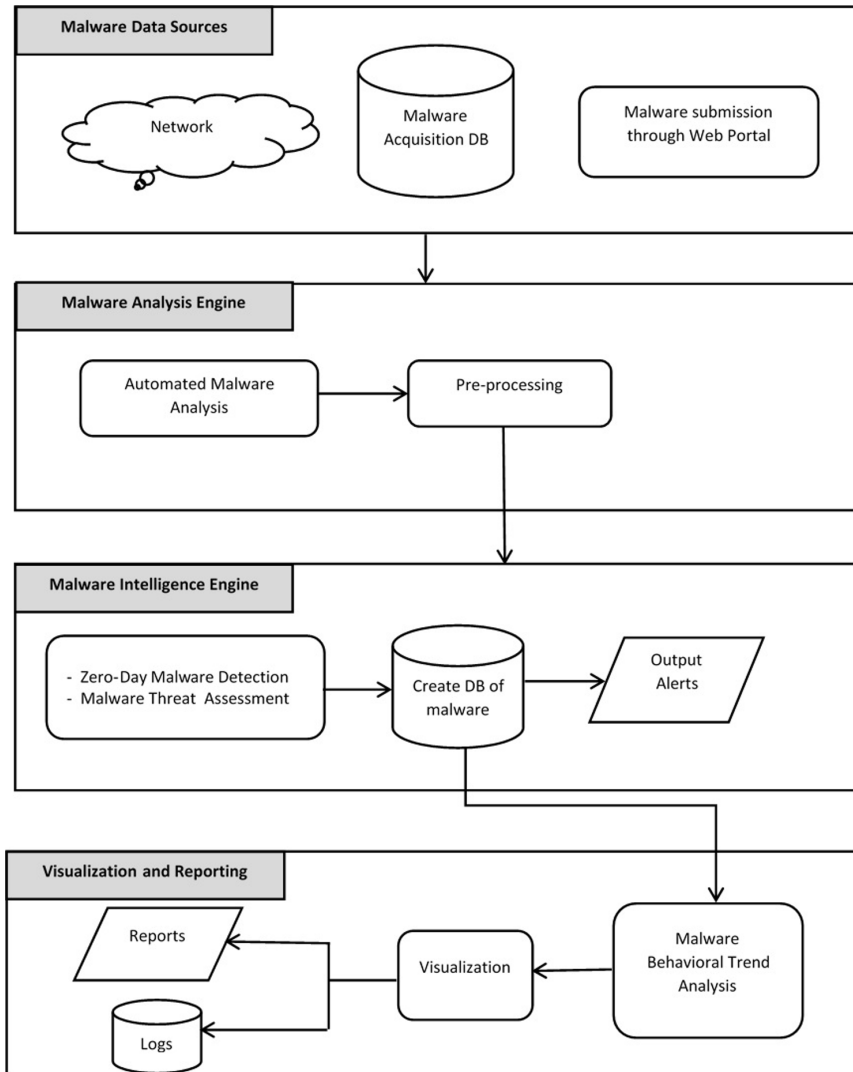 Malware Data Sources
Network
Malware
Acquisition DB
Malware submission
through Web Portal
Malware Analysis Engine
Automated Malware
Analysis
Pre-processing
Malware Intelligence Engine
- Zero-Day Malware Detection
- Malware Threat Assessment
Create DB of
malware
Output
Alerts
Visualization and Reporting
Reports
Logs
Visualization
Malware
Behavioral Trend
Analysis